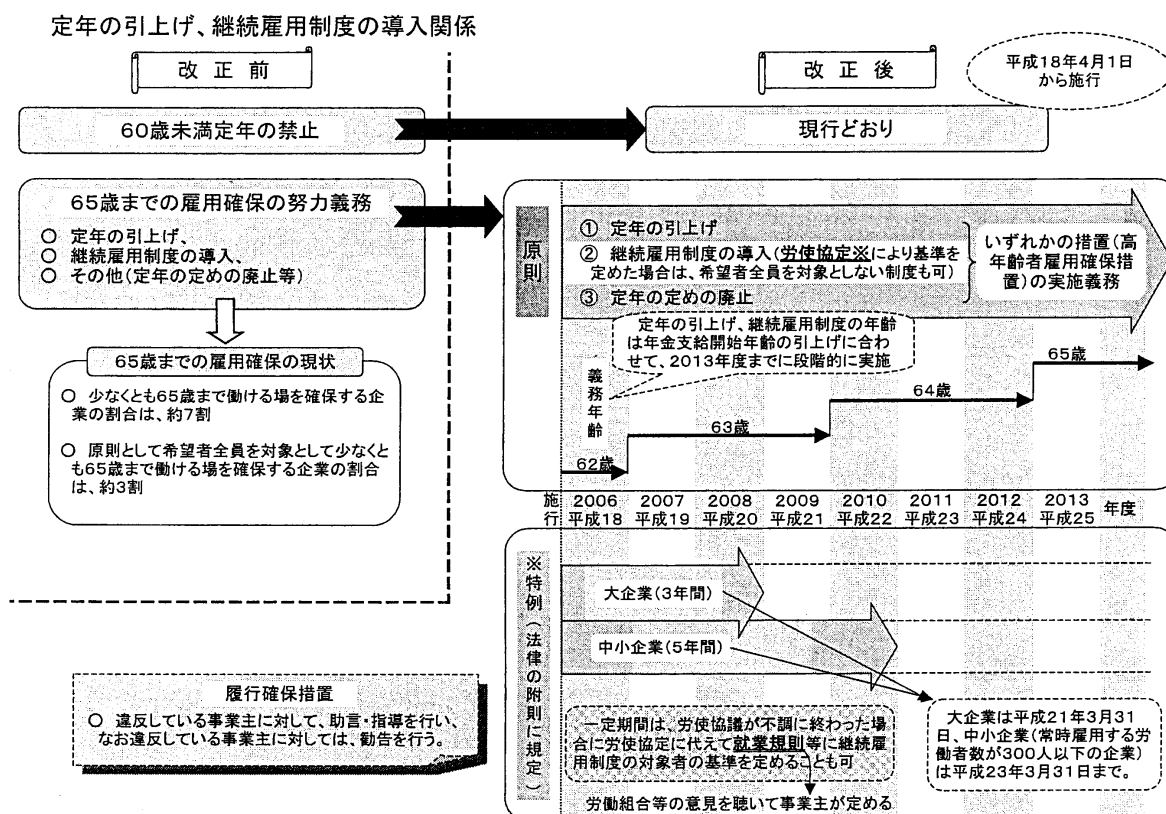 定年の引上げ、継続雇用制度の導入関係
改 正 前
改 正 後
平成18年4月1日
から施行
60歳未満定年の禁止
現行どおり
65歳までの雇用確保の努力義務
○ 定年の引上げ、
○ 継続雇用制度の導入、
○ その他(定年の定めの廃止等)
65歳までの雇用確保の現状
○ 少なくとも65歳まで働ける場を確保する企
業の割合は、約7割
○ 原則として希望者全員を対象として少なくと
も65歳まで働ける場を確保する企業の割合
は、約3割
原則
① 定年の引上げ
② 継続雇用制度の導入(労使協定※により基準を
定めた場合は、希望者全員を対象としない制度も可)
③ 定年の定めの廃止
いずれかの措置(高
年齢者雇用確保措
置)の実施義務
定年の引上げ、継続雇用制度の年齢
は年金支給開始年齢の引上げに合わ
せて、2013年度までに段階的に実施
義務年齢
62歳
63歳
64歳
65歳
施行
2006 2007 2008 2009 2010 2011 2012 2013 年度
平成18 平成19 平成20 平成21 平成22 平成23 平成24 平成25
※特例(法律の附則に規定)
大企業(3年間)
中小企業(5年間)
一定期間は、労使協議が不調に終わった場
合に労使協定に代えて就業規則等に継続雇
用制度の対象者の基準を定めることも可
労働組合等の意見を聴いて事業主が定める
大企業は平成21年3月31
日、中小企業(常時雇用する労
働者数が300人以下の企業)
は平成23年3月31日まで。
履行確保措置
○ 違反している事業主に対して、助言・指導を行い、
なお違反している事業主に対しては、勧告を行う。